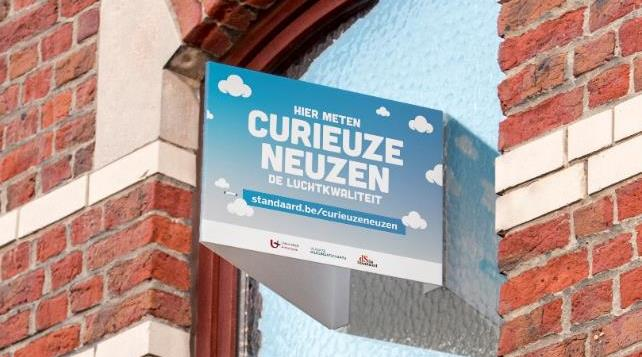 HIER METEN
CURIEUZE
NEUZEN
DE LUCHTKWALITEIT
standaard.be/curieuzeneuzen